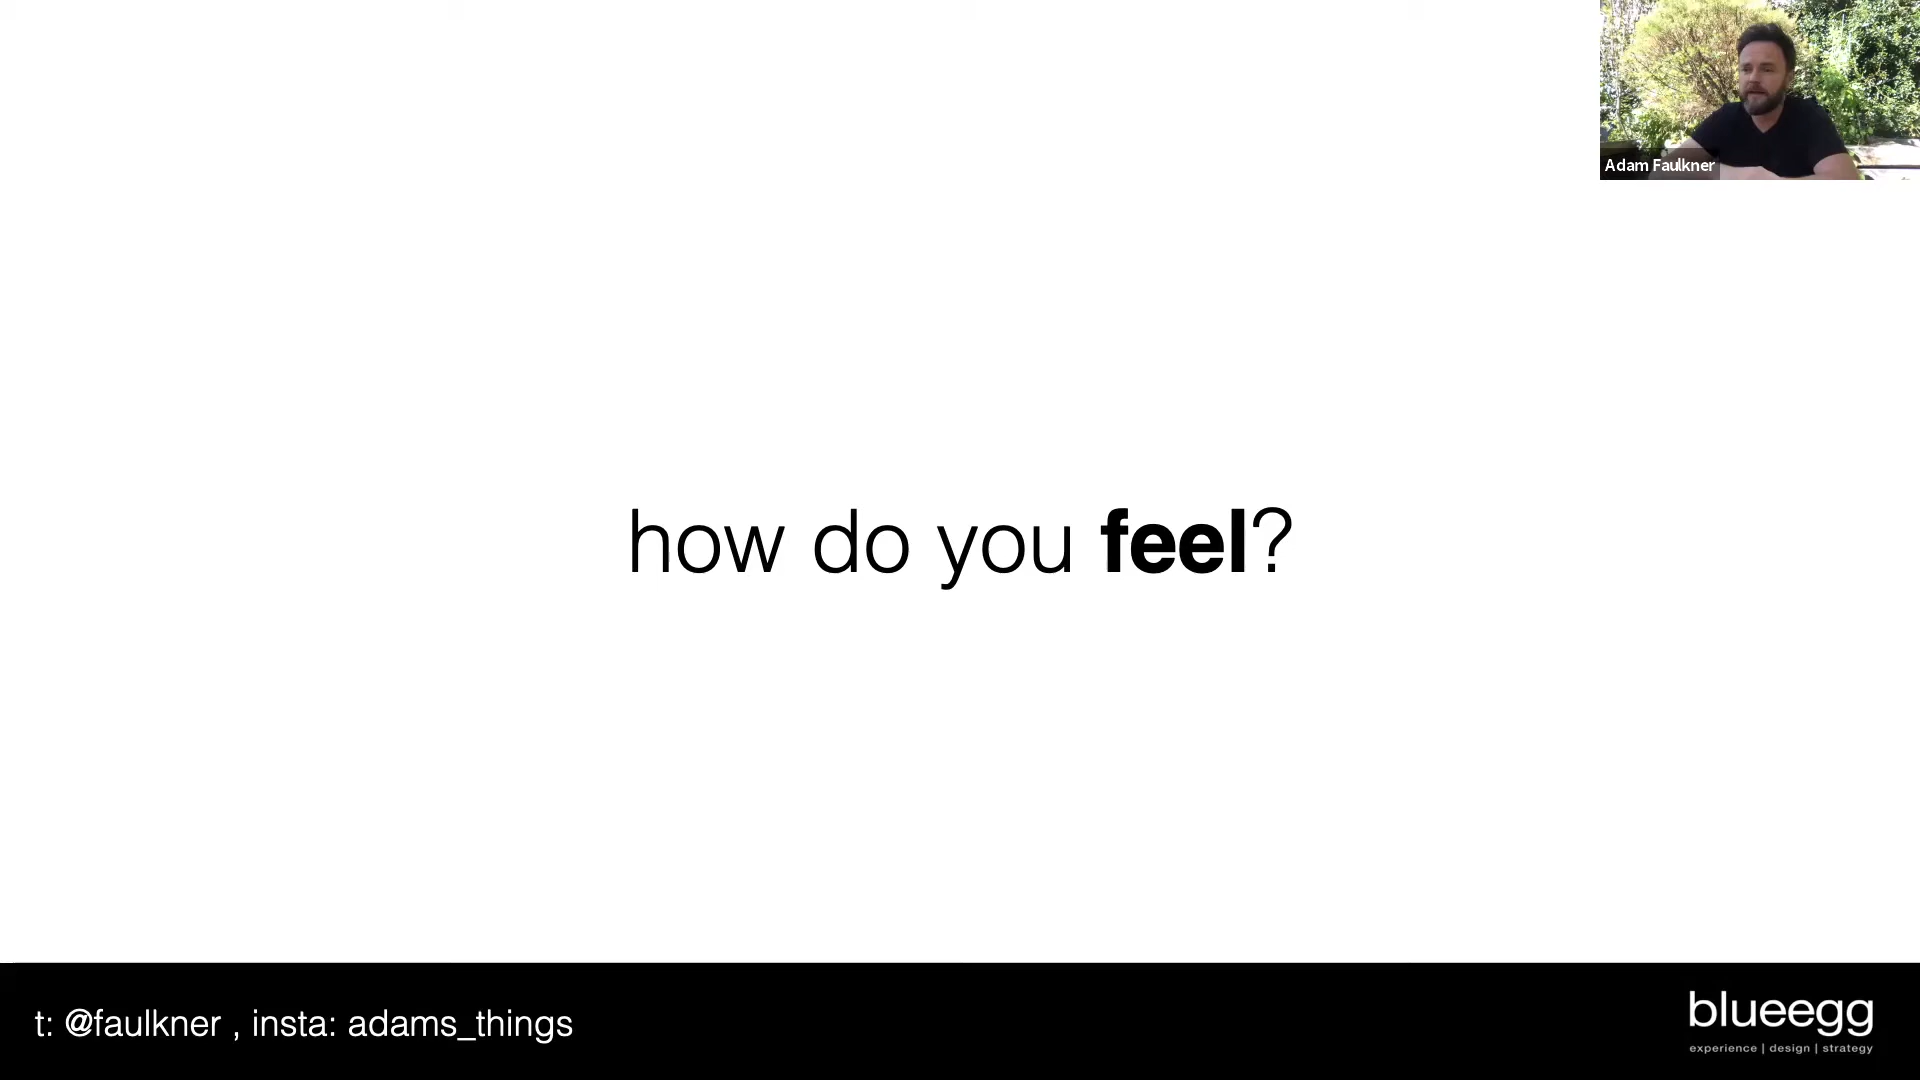 Adam Faulkner
how do you feel?
t: @faulkner , insta: adams_things
blueegg
experience | design | strategy